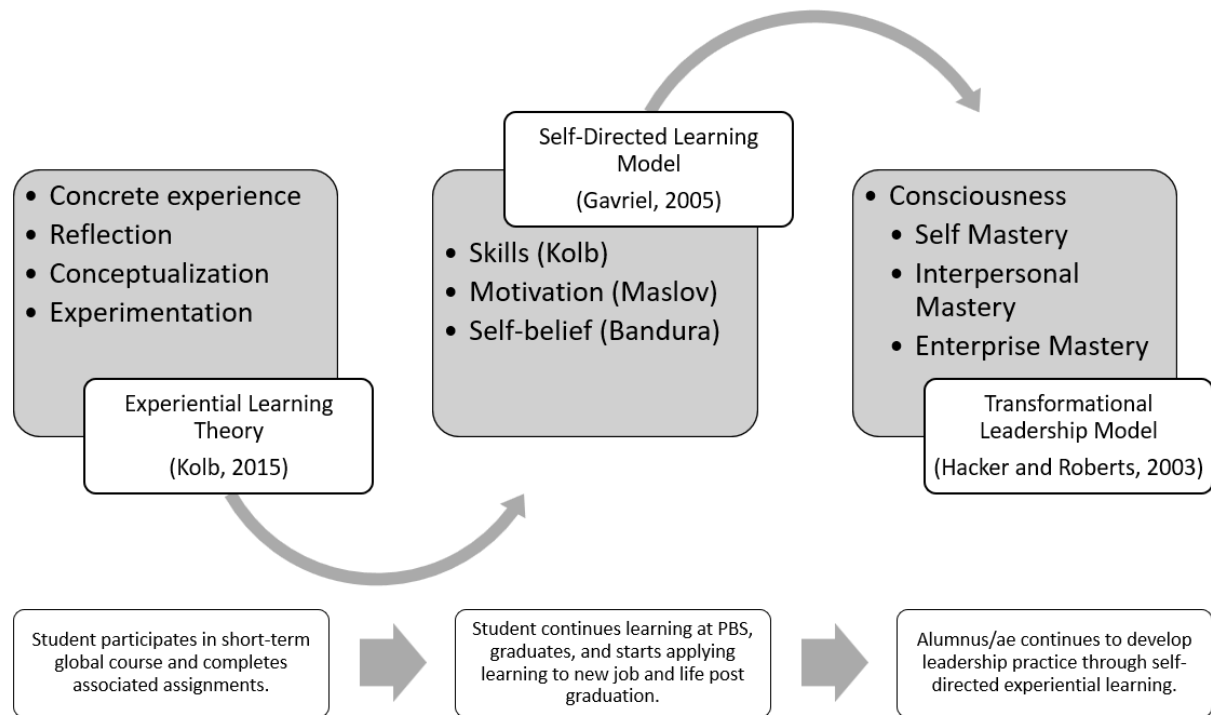 • Concrete experience
• Reflection
• Conceptualization
• Experimentation
Experiential Learning
Theory
(Kolb, 2015)
Self-Directed Learning
Model
(Gavriel, 2005)
• Skills (Kolb)
• Motivation (Maslov)
• Self-belief (Bandura)
• Consciousness
• Self Mastery
• Interpersonal
Mastery
• Enterprise Mastery
Transformational
Leadership Model
(Hacker and Roberts, 2003)
Student participates in short-term
global course and completes
associated assignments.
Student continues learning at PBS,
graduates, and starts applying
learning to new job and life post
graduation.
Alumnus/ae continues to develop
leadership practice through self-
directed experiential learning.